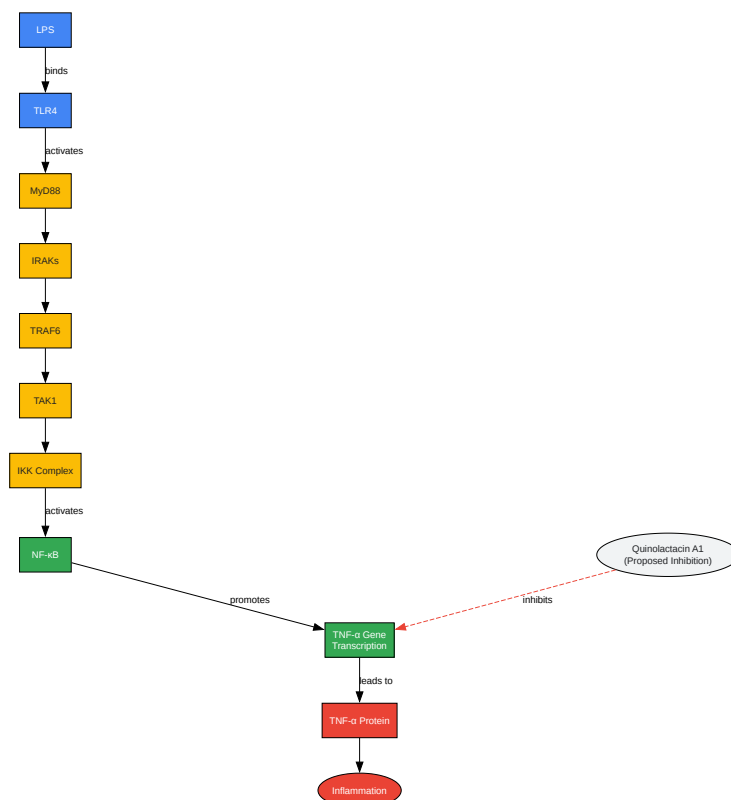 LPS
binds
TLR4
activates
MyD88
IRAKs
TRAF6
TAK1
IKK Complex
activates
NF-κB
Quinolactacin A1
(Proposed Inhibition)
promotes
inhibits
TNF-α Gene
Transcription
leads to
TNF-α Protein
Inflammation